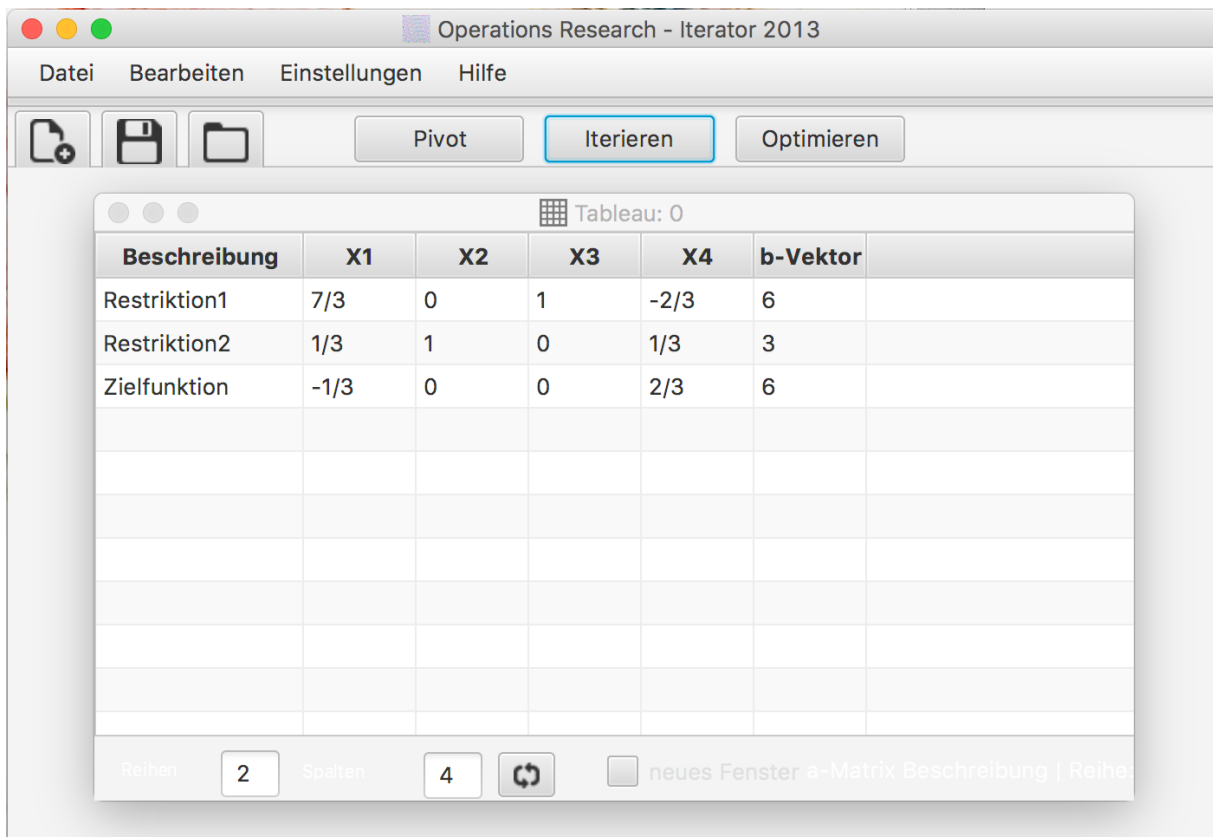 Operations Research - Iterator 2013
Datei Bearbeiten Einstellungen Hilfe
Pivot Iterieren Optimieren
Tableau: 0
Beschreibung X1 X2 X3 X4 b-Vektor
Restriktion1 7/3 0 1 -2/3 6
Restriktion2 1/3 1 0 1/3 3
Zielfunktion -1/3 0 0 2/3 6
Reihen 2 Spalten 4 neues Fenster a-Matrix Beschreibung | Reihe: